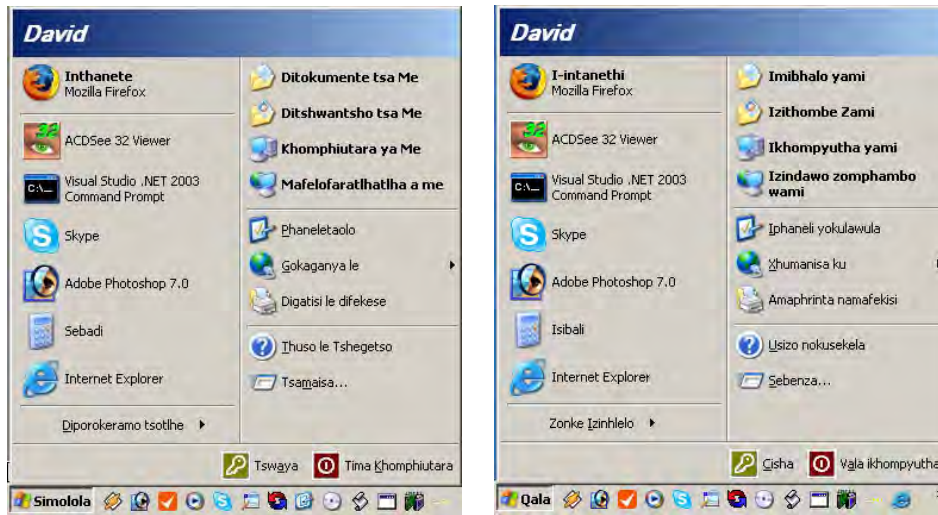 David
Inthanete
Mozilla Firefox
ACDSee 32 Viewer
Visual Studio .NET 2003
Command Prompt
Skype
Adobe Photoshop 7.0
Sebadi
Internet Explorer
Diporokeramo tsotlhe
Ditokumente tsa Me
Ditshwantsho tsa Me
Khomphiutara ya Me
Mafelofaratlhatlha a me
Phaneletaolo
Gokaganya le
Digatisi le difekese
Thuso le Tshegetso
Tsamaisa...
Tswaya
Tima Khomphiutara
Simolola
David
I-intanethi
Mozilla Firefox
ACDSee 32 Viewer
Visual Studio .NET 2003
Command Prompt
Skype
Adobe Photoshop 7.0
Isibali
Internet Explorer
Zonke Izinhlelo
Imibhalo yami
Izithombe Zami
Ikhompyutha yami
Izindawo zomphambo
wami
Iphaneli yokulawula
Xhumanisa ku
Amaphrinta namafekisi
Usizo nokusekela
Sebenza...
Cisha
Vala ikhompyutha
Qala